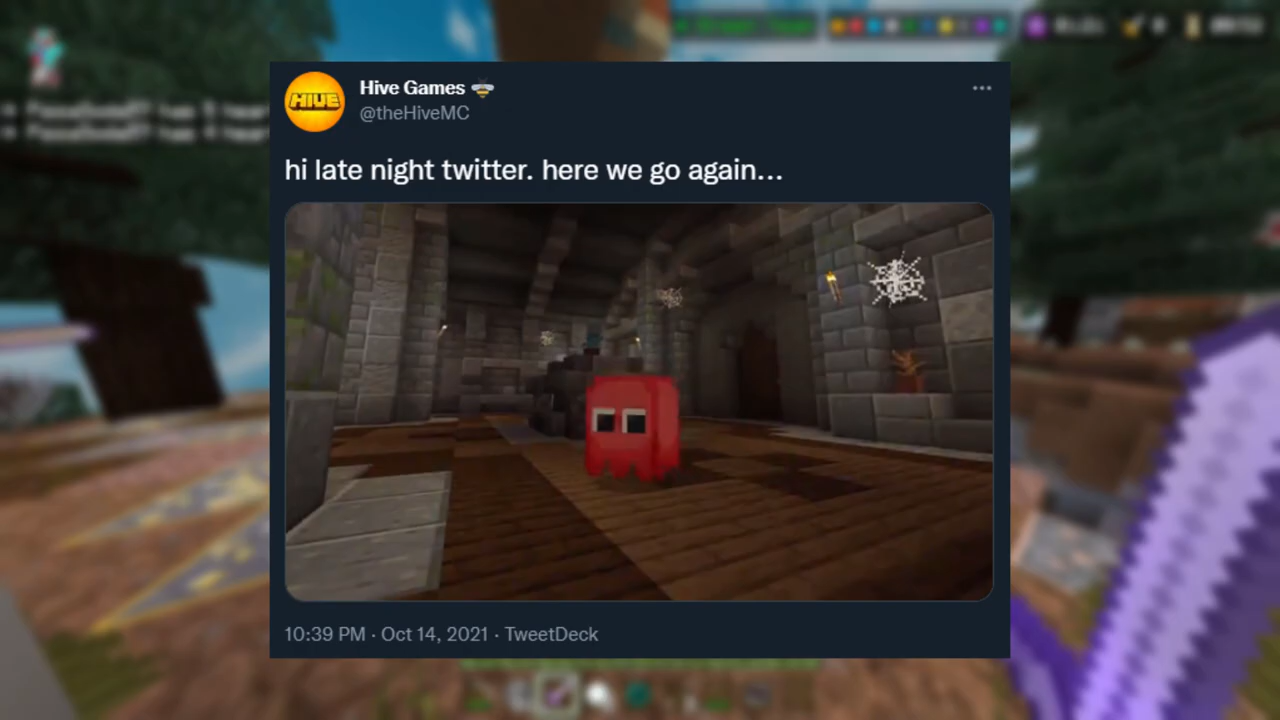 HIVE
Hive Games
@theHiveMC
hi late night twitter. here we go again...
10:39 PM · Oct 14, 2021 · TweetDeck